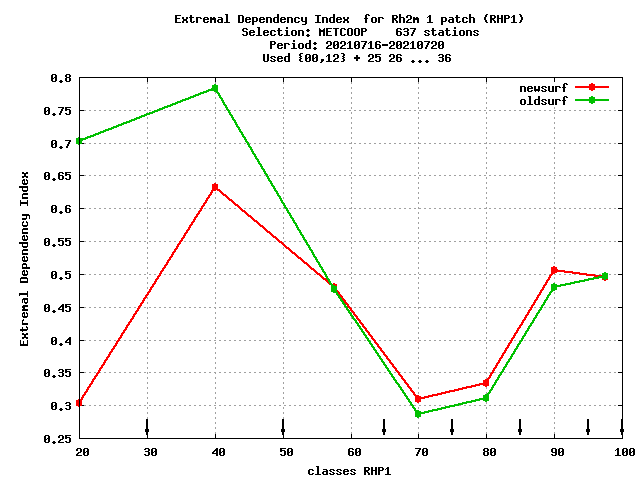 Extremal Dependency Index  for Rh2m 1 patch (RHP1)
Selection: METCOOP    637 stations
Period: 20210716-20210720
Used {00,12} + 25 26 ... 36
newsurf
oldsurf
0.8
0.75
0.7
0.65
0.6
0.55
0.5
0.45
0.4
0.35
0.3
0.25
Extremal Dependency Index
20 30 40 50 60 70 80 90 100
classes RHP1